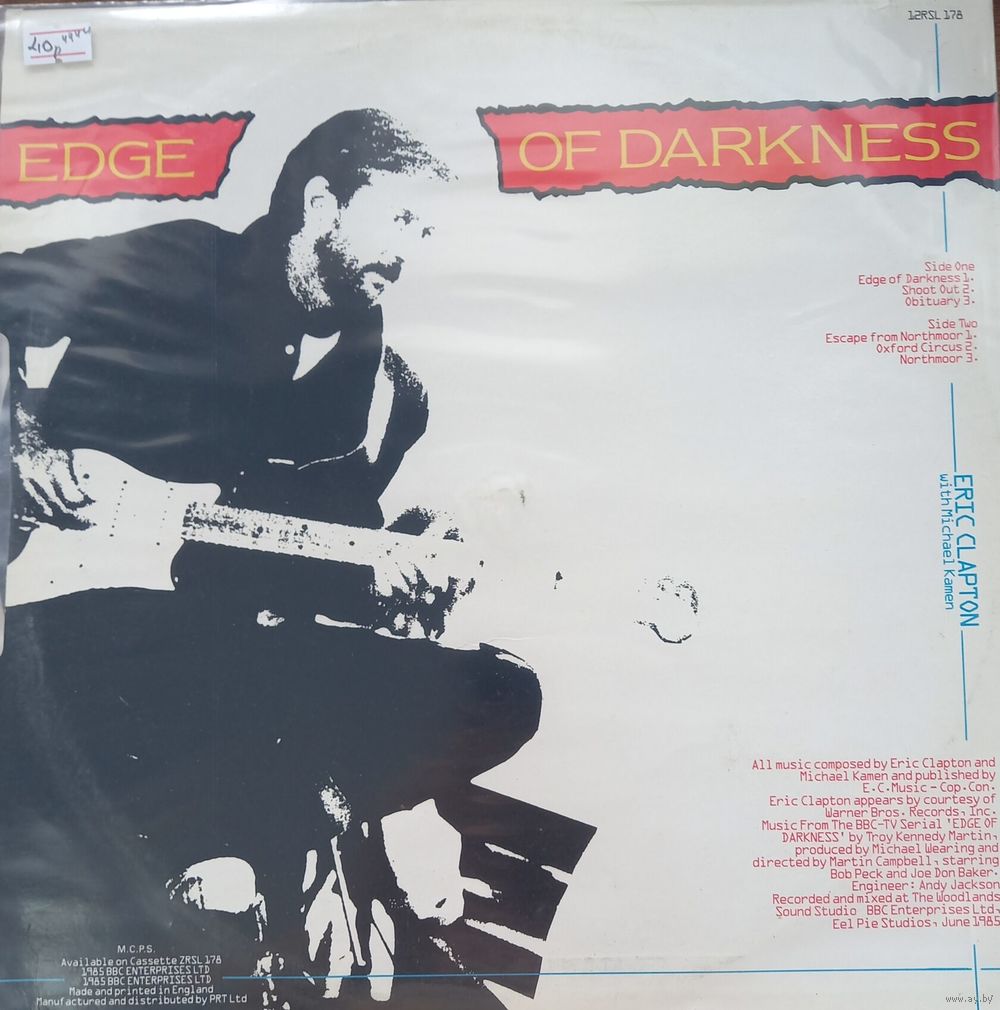 12RSL 178
EDGE OF DARKNESS
Side One
Edge of Darkness 1.
Shoot Out 2.
Obituary 3.
Side Two
Escape from Northmoor 1.
Oxford Circus 2.
Northmoor 3.
ERIC CLAPTON
with Michael Kamen
All music composed by Eric Clapton and
Michael Kamen and published by
E.C.Music - Cop.Con.
Eric Clapton appears by courtesy of
Warner Bros. Records, Inc.
Music From The BBC-TV Serial 'EDGE OF
DARKNESS' by Troy Kennedy Martin,
produced by Michael Wearing and
directed by Martin Campbell, starring
Bob Peck and Joe Don Baker.
Engineer: Andy Jackson
Recorded and mixed at The Woodlands
Sound Studio BBC Enterprises Ltd,
Eel Pie Studios, June 1985
M.C.P.S.
Available on Cassette ZRSL 178
1985 BBC ENTERPRISES LTD
1985 BBC ENTERPRISES LTD
Made and printed in England
Manufactured and distributed by PRT Ltd
www.ay.by